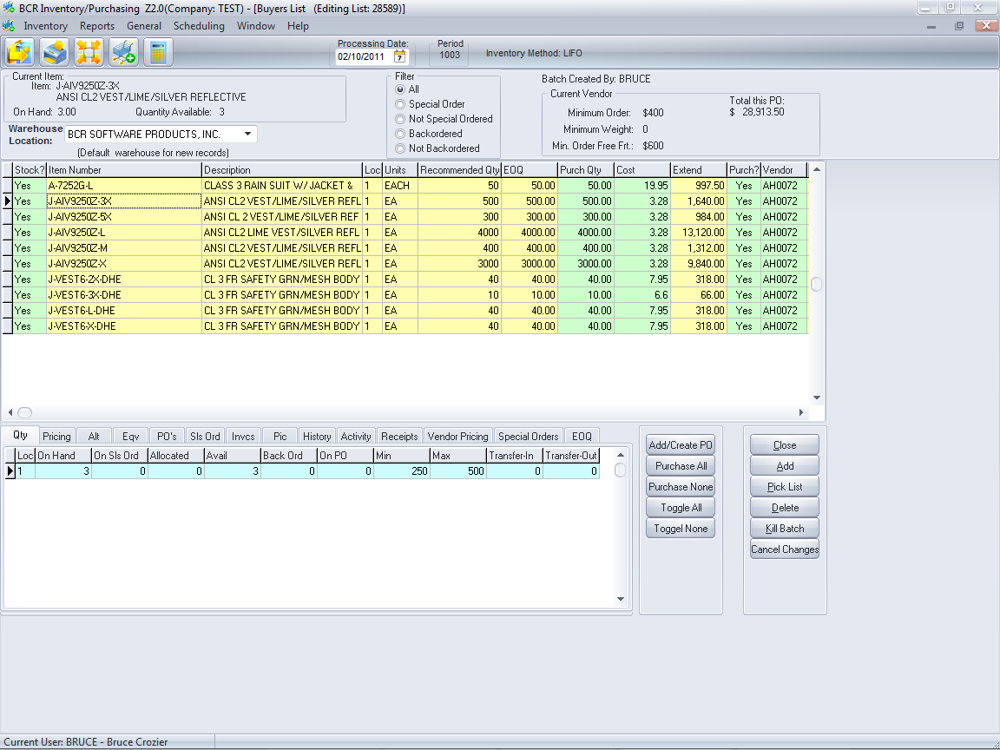 BCR Inventory/Purchasing Z2.0(Company: TEST) - [Buyers List (Editing List: 28589)]
Inventory Reports General Scheduling Window Help
Processing Date: Period
02/10/2011 7 1003 Inventory Method: LIFO
Current Item:
Item: J-AIV9250Z-3X
ANSI CL2 VEST/LIME/SILVER REFLECTIVE
On Hand: 3.00 Quantity Available: 3
Warehouse Location: BCR SOFTWARE PRODUCTS, INC.
(Default warehouse for new records)
Filter
All
Special Order
Not Special Ordered
Backordered
Not Backordered
Batch Created By: BRUCE
Current Vendor
Minimum Order: $400
Minimum Weight: 0
Min. Order Free Frt.: $600
Total this PO:
$ 28,913.50
Stock? Item Number Description Loc Units Recommended Qty EOQ Purch Qty Cost Extend Purch? Vendor
Yes A-7252G-L CLASS 3 RAIN SUIT W/ JACKET & 1 EACH 50 50.00 50.00 19.95 997.50 Yes AH0072
Yes J-AIV9250Z-3X ANSI CL2 VEST/LIME/SILVER REFL 1 EA 500 500.00 500.00 3.28 1,640.00 Yes AH0072
Yes J-AIV9250Z-5X ANSI CL 2 VEST/LIME/SILVER REF 1 EA 300 300.00 300.00 3.28 984.00 Yes AH0072
Yes J-AIV9250Z-L ANSI CL2 LIME VEST/SILVER REFL 1 EA 4000 4000.00 4000.00 3.28 13,120.00 Yes AH0072
Yes J-AIV9250Z-M ANSI CL2 VEST/LIME/SILVER REFL 1 EA 400 400.00 400.00 3.28 1,312.00 Yes AH0072
Yes J-AIV9250Z-X ANSI CL2 VEST/LIME/SILVER REFL 1 EA 3000 3000.00 3000.00 3.28 9,840.00 Yes AH0072
Yes J-VEST6-2X-DHE CL 3 FR SAFETY GRN/MESH BODY 1 EA 40 40.00 40.00 7.95 318.00 Yes AH0072
Yes J-VEST6-3X-DHE CL 3 FR SAFETY GRN/MESH BODY 1 EA 10 10.00 10.00 6.6 66.00 Yes AH0072
Yes J-VEST6-L-DHE CL 3 FR SAFETY GRN/MESH BODY 1 EA 40 40.00 40.00 7.95 318.00 Yes AH0072
Yes J-VEST6-X-DHE CL 3 FR SAFETY GRN/MESH BODY 1 EA 40 40.00 40.00 7.95 318.00 Yes AH0072
Qty Pricing Alt Eqv PO's Sls Ord Invcs Pic History Activity Receipts Vendor Pricing Special Orders EOQ
Loc On Hand On Sls Ord Allocated Avail Back Ord On PO Min Max Transfer-In Transfer-Out
1 3 0 0 3 0 0 250 500 0 0
Add/Create PO
Purchase All
Purchase None
Toggle All
Toggel None
Close
Add
Pick List
Delete
Kill Batch
Cancel Changes
Current User: BRUCE - Bruce Crozier